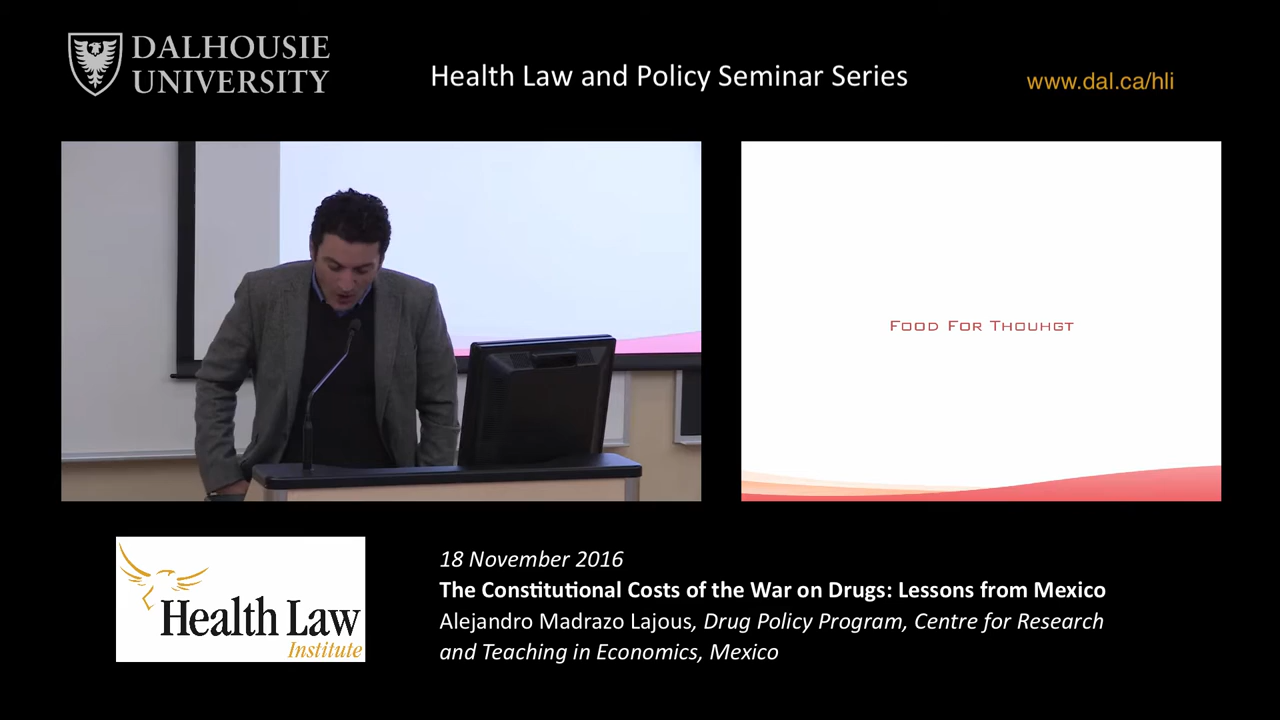 DALHOUSIE
UNIVERSITY
Health Law and Policy Seminar Series
www.dal.ca/hli
FOOD FOR THOUHGT
Health Law
Institute
18 November 2016
The Constitutional Costs of the War on Drugs: Lessons from Mexico
Alejandro Madrazo Lajous, Drug Policy Program, Centre for Research
and Teaching in Economics, Mexico